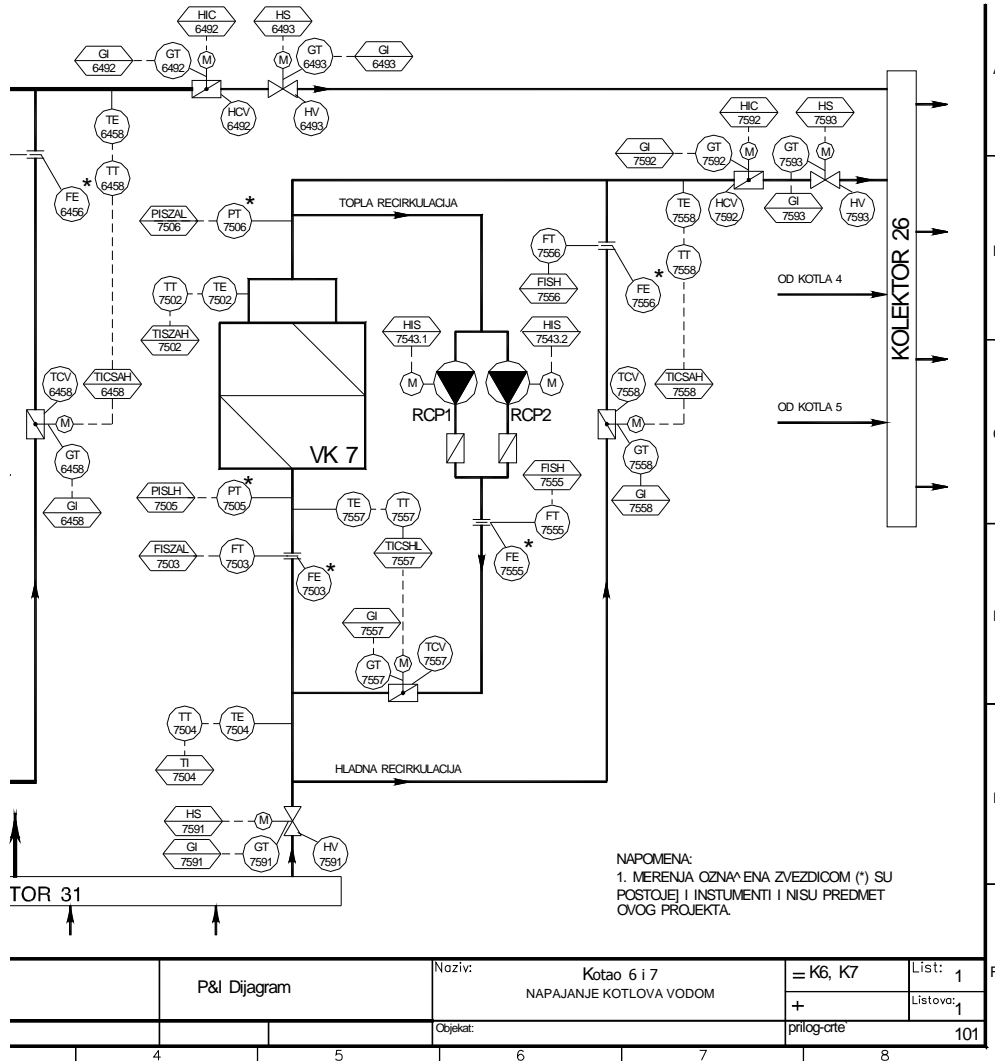 HIC
6492
HS
6493
GI
6492
GT
6492
GT
6493
GI
6493
M
M
A
TE
6458
HCV
6492
HV
6493
HIC
7592
HS
7593
GI
7592
GT
7592
M
GT
7593
M
TT
6458
FE
6456
*
PISZAL
7506
PT
7506
*
TOPLA RECIRKULACIJA
TE
7558
HCV
7592
GI
7593
HV
7593
FT
7556
TT
7558
KOLEKTOR 26
TT
7502
TE
7502
FISH
7556
FE
7556
*
OD KOTLA 4
TISZAH
7502
HIS
7543.1
HIS
7543.2
TCV
6458
TICSAH
6458
M
M
TCV
7558
TICSAH
7558
RCP1
RCP2
OD KOTLA 5
M
M
GT
6458
VK 7
GT
7558
GI
6458
PISLH
7505
PT
7505
*
FISH
7555
GI
7558
TE
7557
TT
7557
FT
7555
FISZAL
7503
FT
7503
TICSHL
7557
FE
7555
*
FE
7503
*
GI
7557
TCV
7557
GT
7557
M
TT
7504
TE
7504
TI
7504
HLADNA RECIRKULACIJA
HS
7591
M
GI
7591
GT
7591
HV
7591
NAPOMENA:
1. MERENJA OZNA^ ENA ZVEZDICOM (*) SU
POSTOJE] I INSTUMENTI I NISU PREDMET
OVOG PROJEKTA.
TOR 31
P&I Dijagram
Naziv:
Kotao 6 i 7
NAPAJANJE KOTLOVA VODOM
= K6, K7
List: 1
+
Listova: 1
Objekat:
prilog-crte`
101
4
5
6
7
8